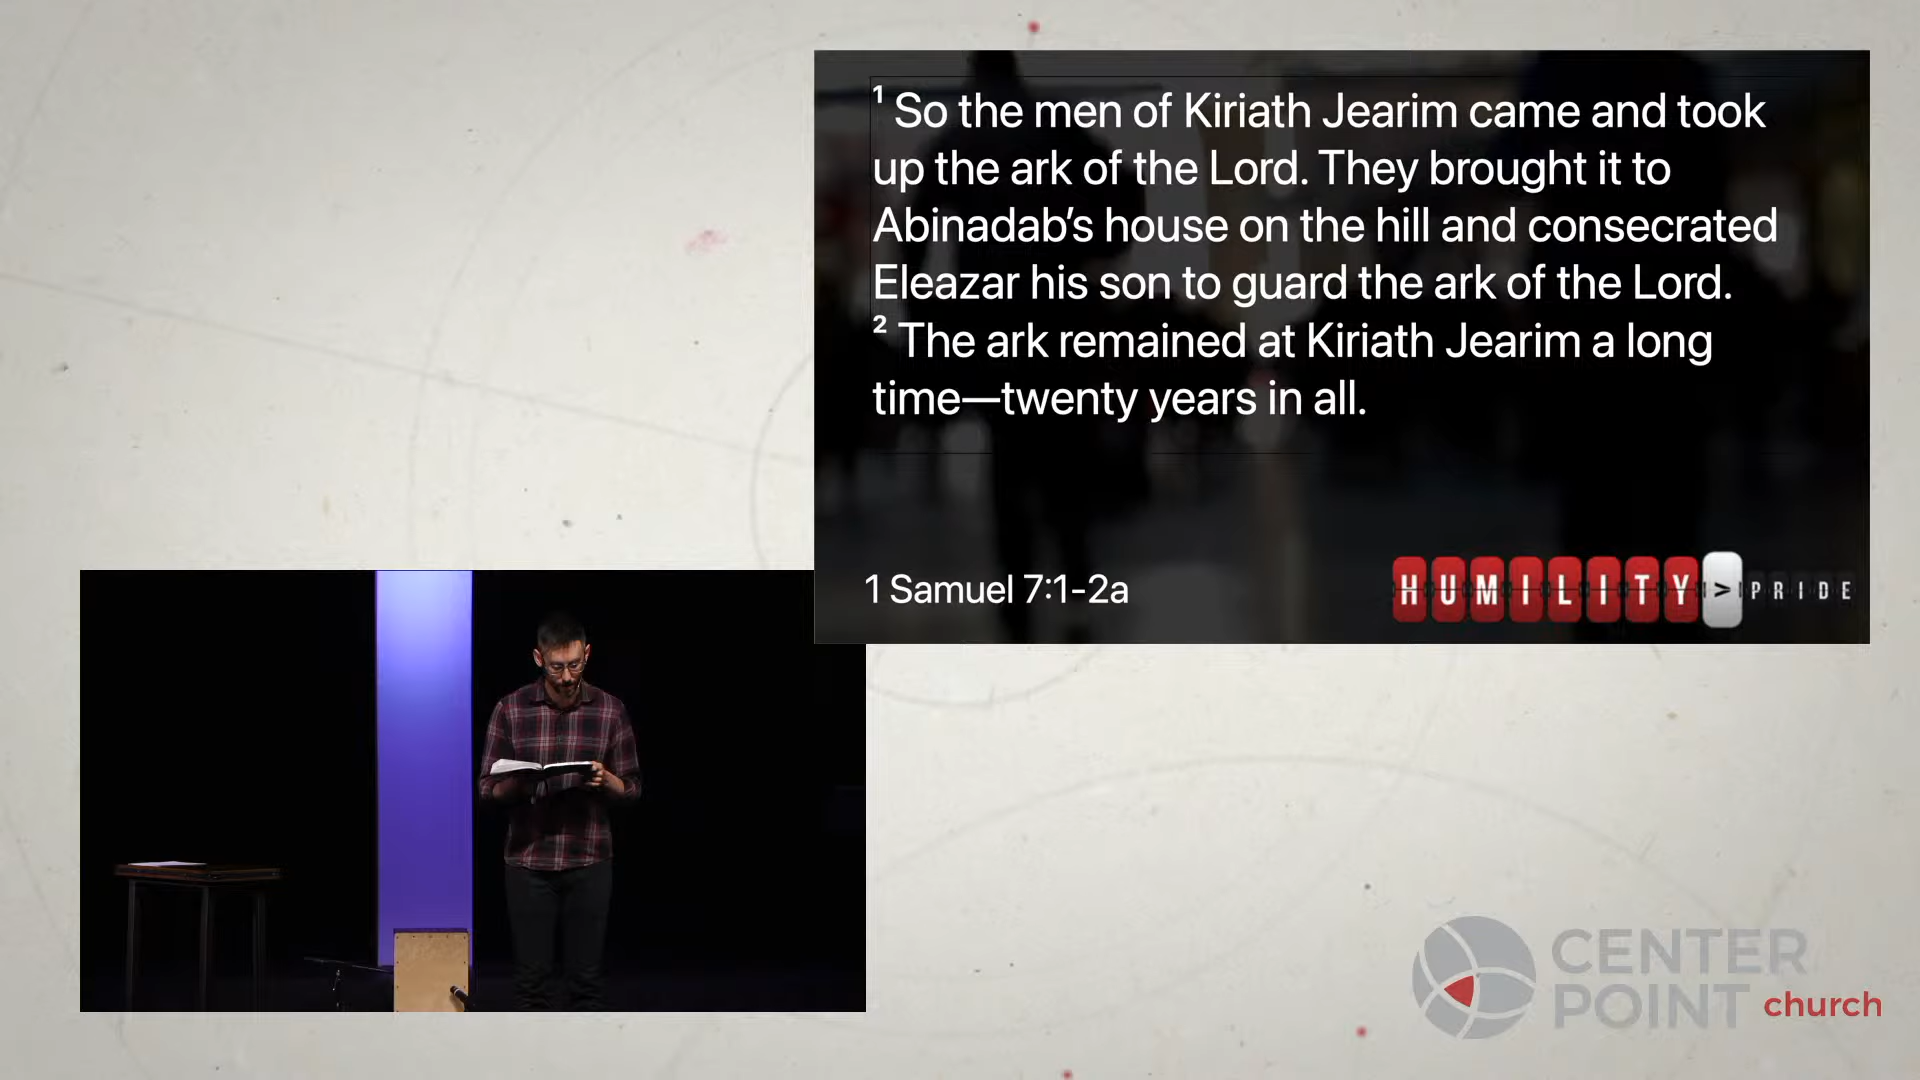 ¹ So the men of Kiriath Jearim came and took
up the ark of the Lord. They brought it to
Abinadab’s house on the hill and consecrated
Eleazar his son to guard the ark of the Lord.
² The ark remained at Kiriath Jearim a long
time—twenty years in all.
1 Samuel 7:1-2a
HUMILITY > PRIDE
CENTER
POINT church